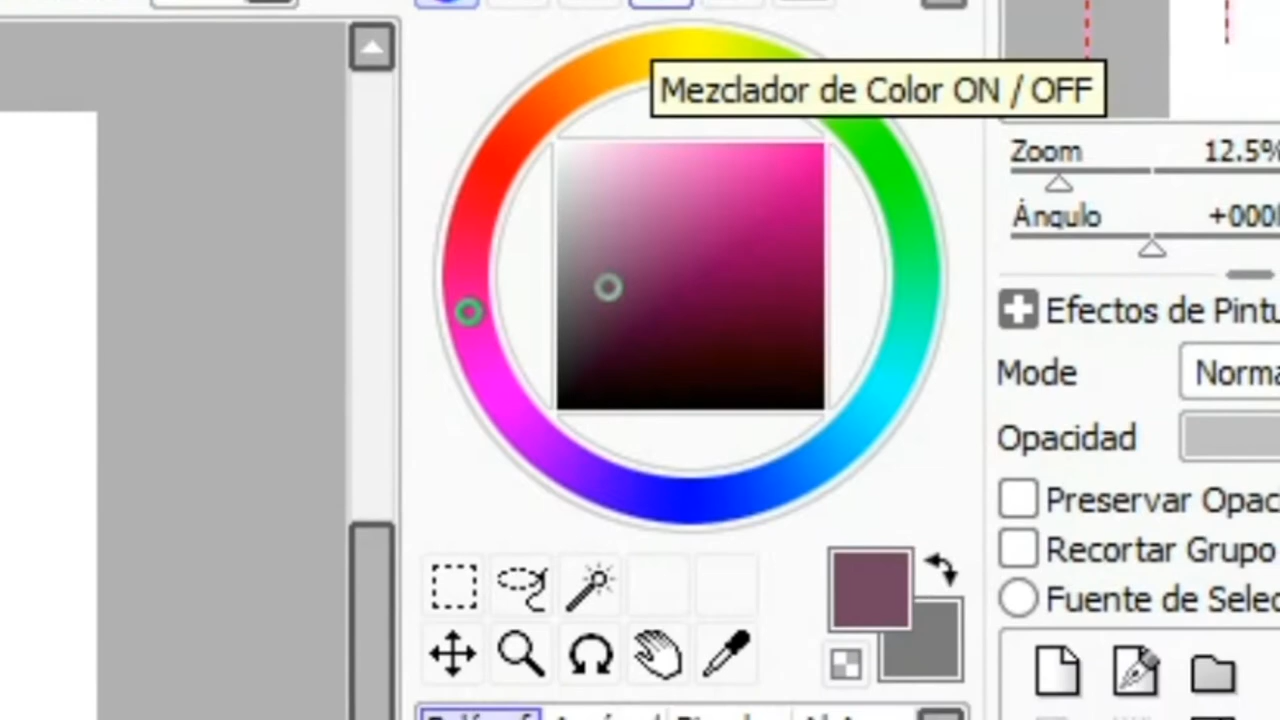 Mezclador de Color ON / OFF
Zoom 12.5%
Ángulo +000
Efectos de Pintu
Mode Norma
Opacidad
Preservar Opac
Recortar Grupo
Fuente de Selec